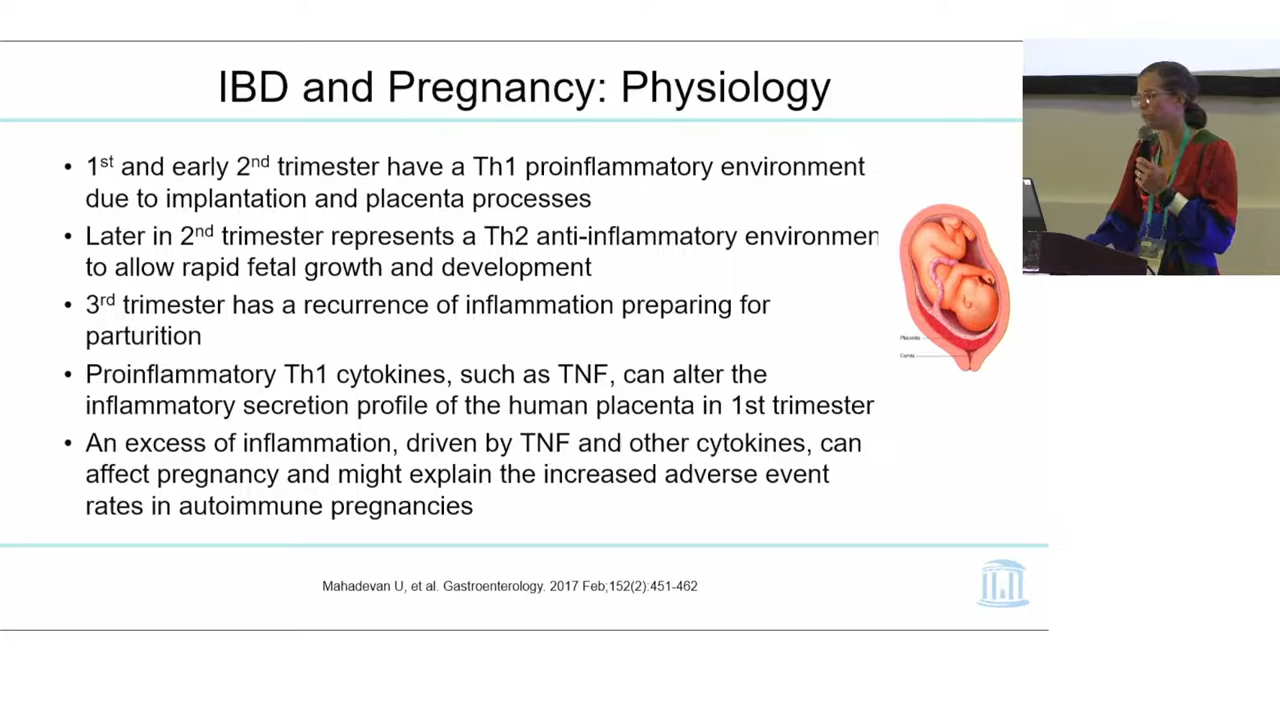 IBD and Pregnancy: Physiology
• 1st and early 2nd trimester have a Th1 proinflammatory environment
due to implantation and placenta processes
• Later in 2nd trimester represents a Th2 anti-inflammatory environmen
to allow rapid fetal growth and development
• 3rd trimester has a recurrence of inflammation preparing for
parturition
• Proinflammatory Th1 cytokines, such as TNF, can alter the
inflammatory secretion profile of the human placenta in 1st trimester
• An excess of inflammation, driven by TNF and other cytokines, can
affect pregnancy and might explain the increased adverse event
rates in autoimmune pregnancies
Placenta
Cervix
Mahadevan U, et al. Gastroenterology. 2017 Feb;152(2):451-462